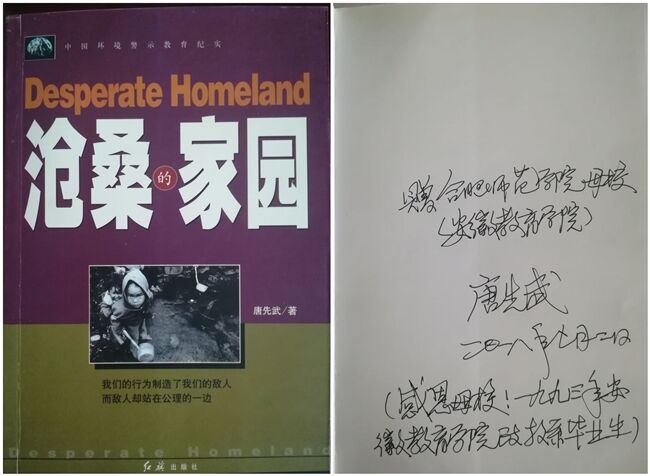 中国环境警示教育纪实
Desperate Homeland
沧桑的家园
唐先武/著
我们的行为制造了我们的敌人
而敌人却站在公理的一边
Desperate Homeland
红旗出版社
赠合肥师范学院母校
（安徽教育学院）
唐先武
二〇一八年七月二日
（感恩母校！一九九三年安
徽教育学院政教系毕业生）